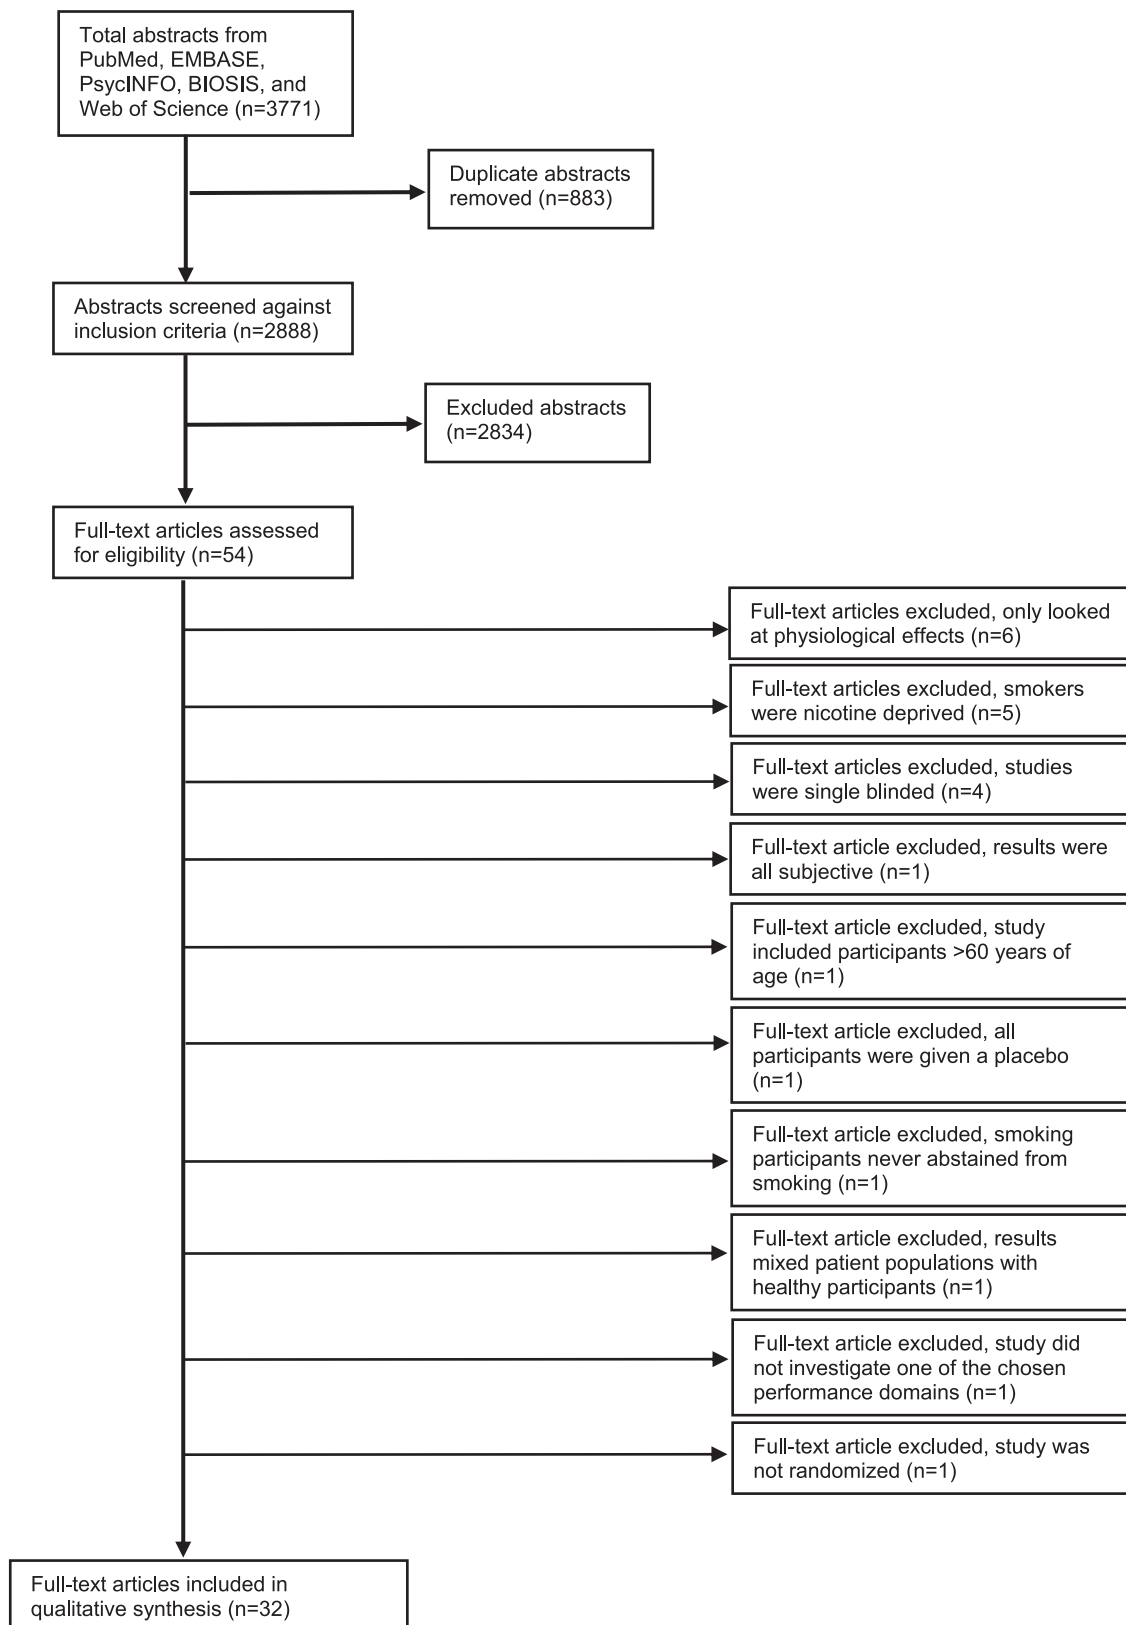 Total abstracts from
PubMed, EMBASE,
PsycINFO, BIOSIS, and
Web of Science (n=3771)
Duplicate abstracts
removed (n=883)
Abstracts screened against
inclusion criteria (n=2888)
Excluded abstracts
(n=2834)
Full-text articles assessed
for eligibility (n=54)
Full-text articles excluded, only looked
at physiological effects (n=6)
Full-text articles excluded, smokers
were nicotine deprived (n=5)
Full-text articles excluded, studies
were single blinded (n=4)
Full-text article excluded, results were
all subjective (n=1)
Full-text article excluded, study
included participants >60 years of
age (n=1)
Full-text article excluded, all
participants were given a placebo
(n=1)
Full-text article excluded, smoking
participants never abstained from
smoking (n=1)
Full-text article excluded, results
mixed patient populations with
healthy participants (n=1)
Full-text article excluded, study did
not investigate one of the chosen
performance domains (n=1)
Full-text article excluded, study was
not randomized (n=1)
Full-text articles included in
qualitative synthesis (n=32)